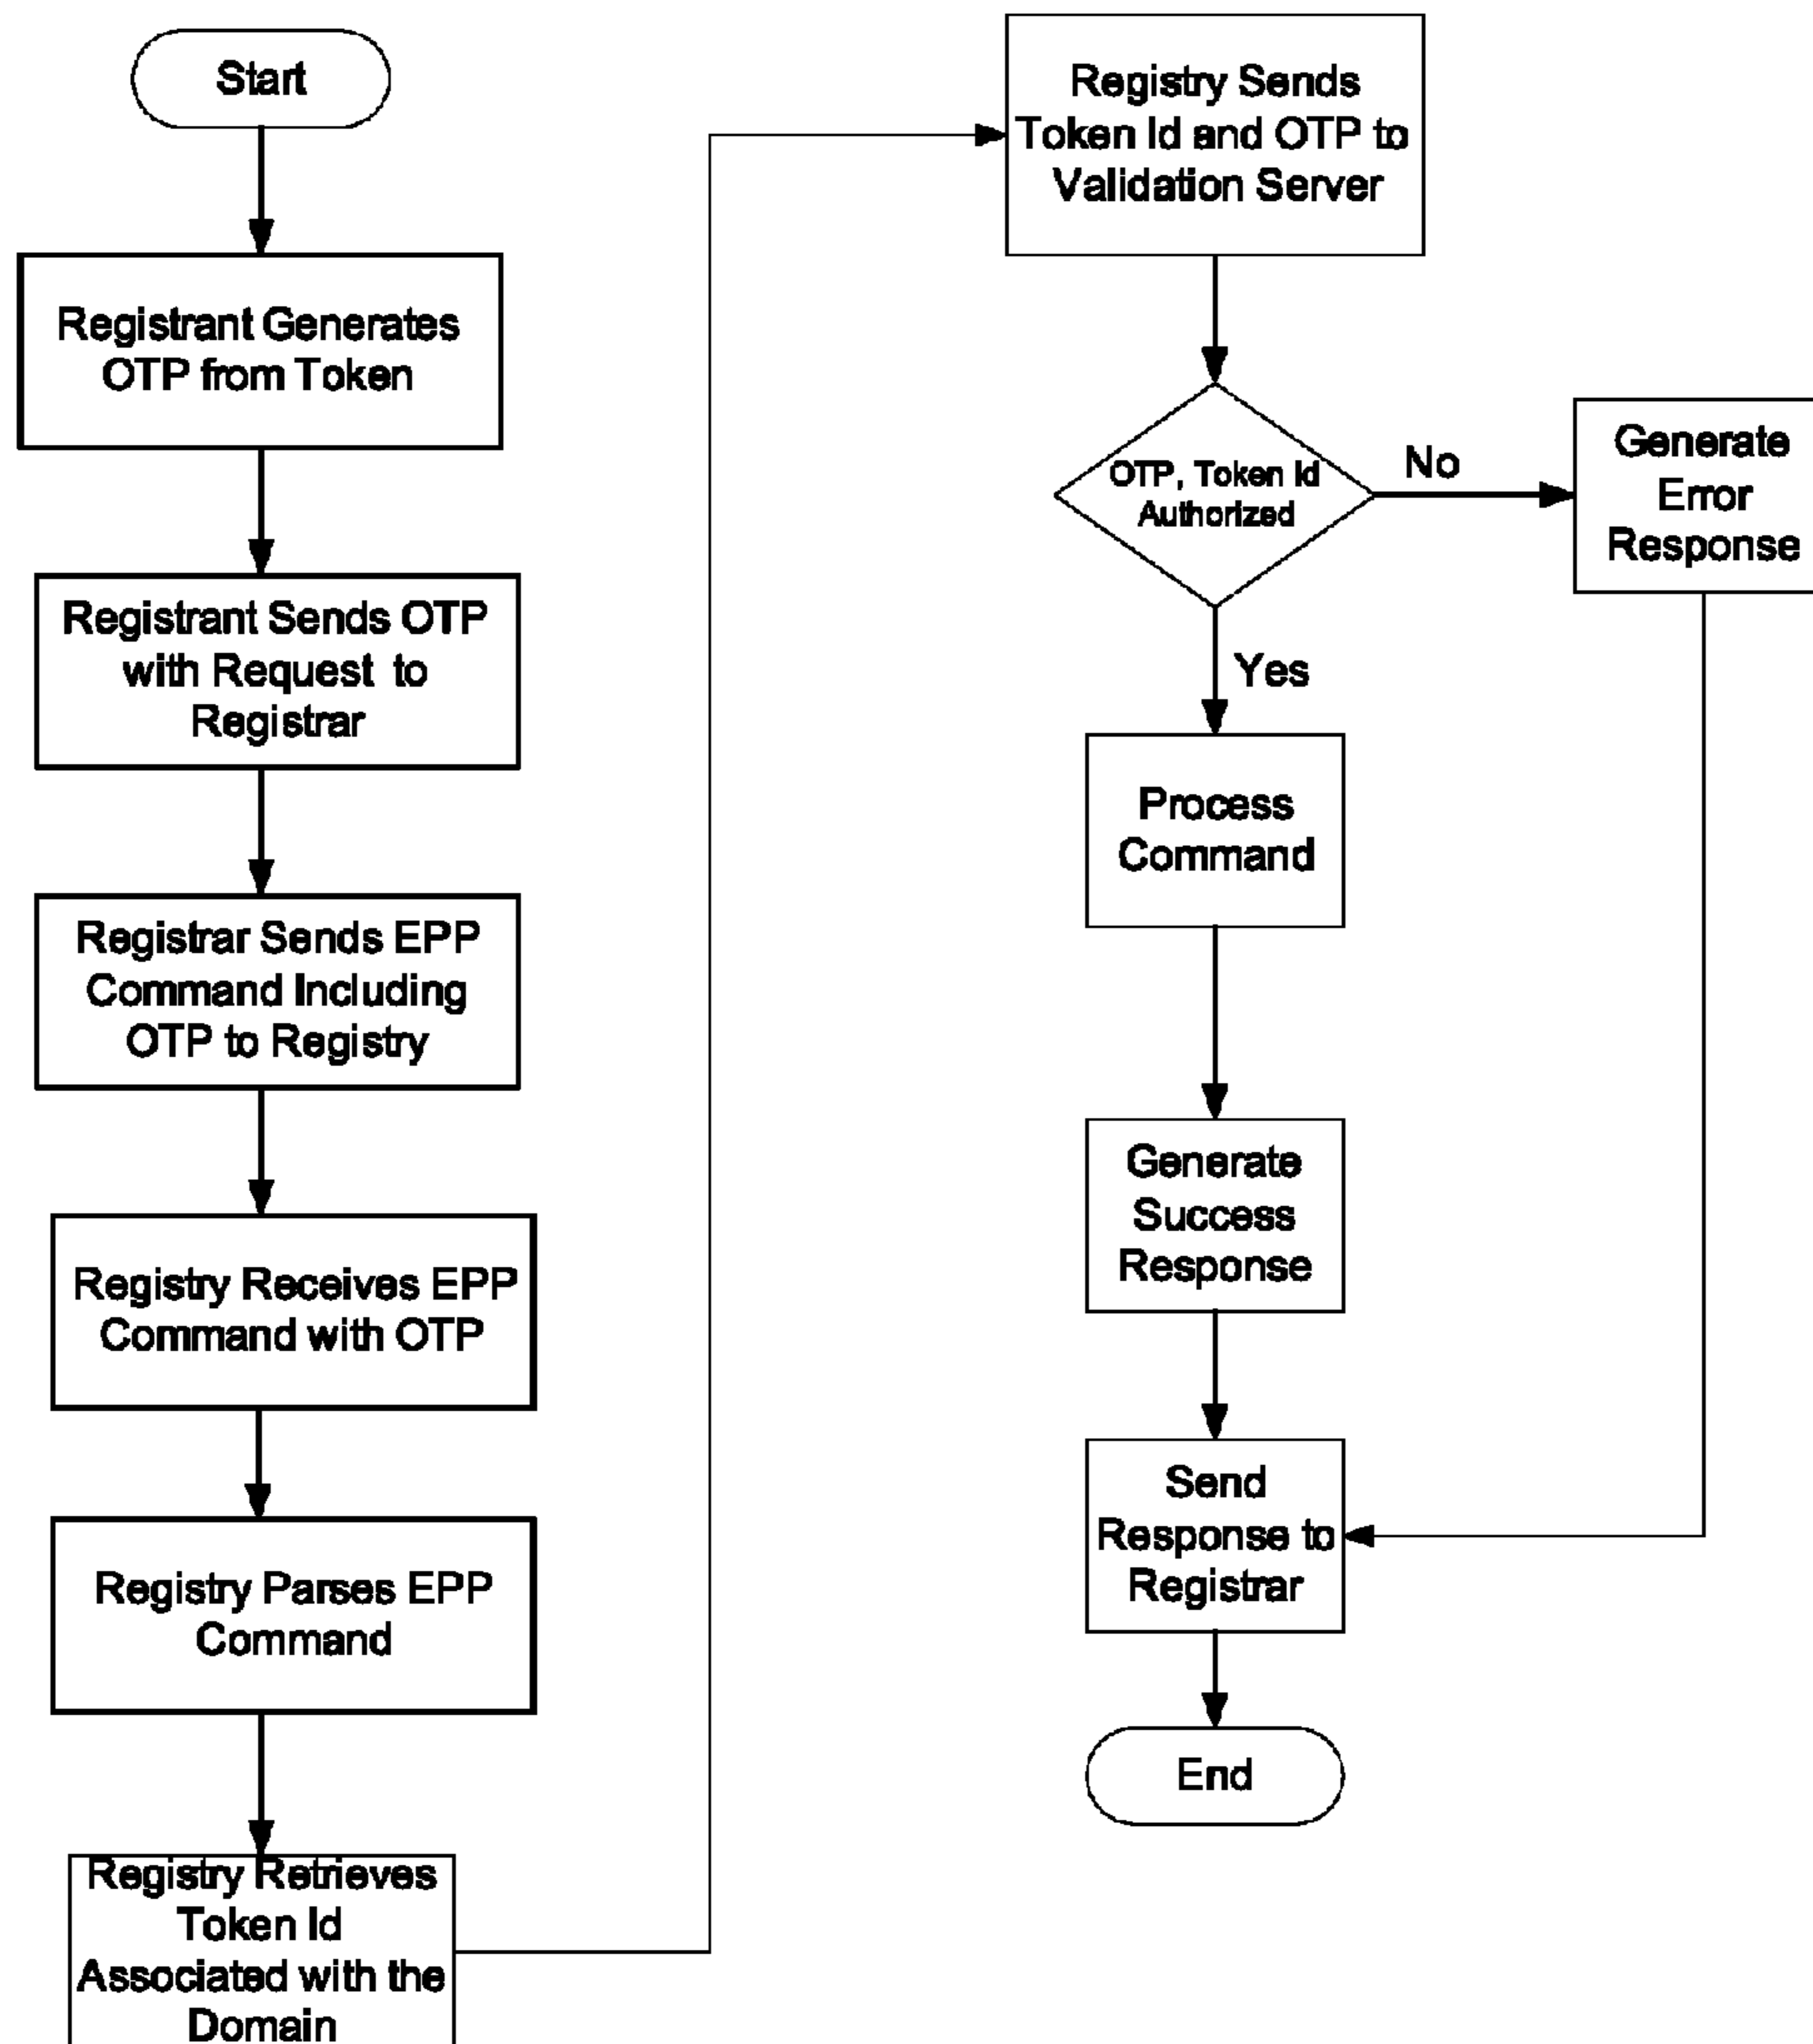 Start
Registrant Generates
OTP from Token
Registrant Sends OTP
with Request to
Registrar
Registrar Sends EPP
Command Including
OTP to Registry
Registry Receives EPP
Command with OTP
Registry Parses EPP
Command
Registry Retrieves
Token Id
Associated with the
Domain
Registry Sends
Token Id and OTP to
Validation Server
OTP, Token Id
Authorized
No
Generate
Error
Response
Yes
Process
Command
Generate
Success
Response
Send
Response to
Registrar
End